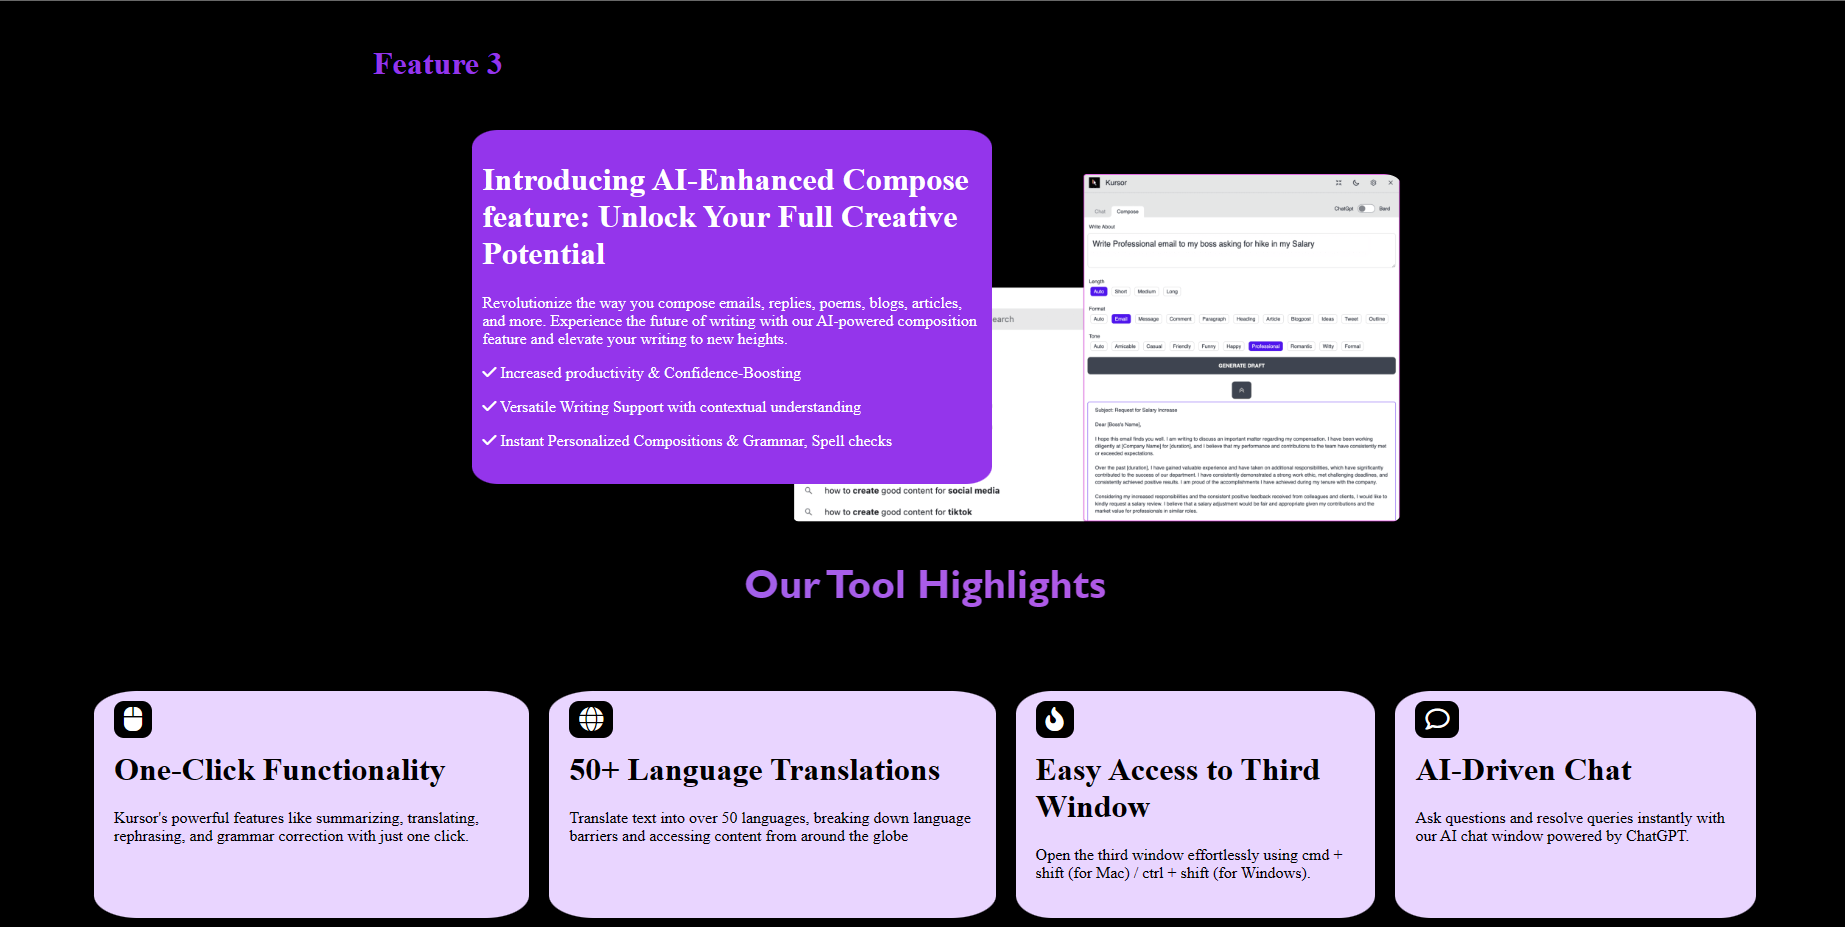 Feature 3
Introducing AI-Enhanced Compose
feature: Unlock Your Full Creative
Potential
Revolutionize the way you compose emails, replies, poems, blogs, articles,
and more. Experience the future of writing with our AI-powered composition
feature and elevate your writing to new heights.
Increased productivity & Confidence-Boosting
Versatile Writing Support with contextual understanding
Instant Personalized Compositions & Grammar, Spell checks
earch
how to create good content for social media
how to create good content for tiktok
Kursor
Chat Compose ChatGpt Bard
Write About
Write Professional email to my boss asking for hike in my Salary
Length
Auto Short Medium Long
Format
Auto Email Message Comment Paragraph Heading Article Blogpost Ideas Tweet Outline
Tone
Auto Amicable Casual Friendly Funny Happy Professional Romantic Witty Formal
GENERATE DRAFT
Subject: Request for Salary Increase
Dear [Boss's Name],
I hope this email finds you well. I am writing to discuss an important matter regarding my compensation. I have been working
diligently at [Company Name] for [duration], and I believe that my performance and contributions to the team have consistently met
or exceeded expectations.
Over the past [duration], I have gained valuable experience and have taken on additional responsibilities, which have significantly
contributed to the success of our department. I have consistently demonstrated a strong work ethic, met challenging deadlines, and
consistently achieved positive results. I am proud of the accomplishments I have achieved during my tenure with the company.
Considering my increased responsibilities and the consistent positive feedback received from colleagues and clients, I would like to
kindly request a salary review. I believe that a salary adjustment would be fair and appropriate given my contributions and the
market value for professionals in similar roles.
Our Tool Highlights
One-Click Functionality
Kursor's powerful features like summarizing, translating,
rephrasing, and grammar correction with just one click.
50+ Language Translations
Translate text into over 50 languages, breaking down language
barriers and accessing content from around the globe
Easy Access to Third
Window
Open the third window effortlessly using cmd +
shift (for Mac) / ctrl + shift (for Windows).
AI-Driven Chat
Ask questions and resolve queries instantly with
our AI chat window powered by ChatGPT.